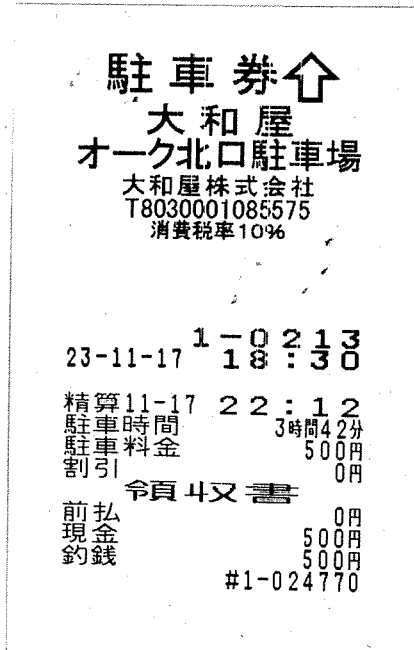 駐車券⇧
大和屋
オーク北口駐車場
大和屋株式会社
T8030001085575
消費税率10%
1-0213
23-11-17 18:30
精算11-17 22:12
駐車時間 3時間42分
駐車料金 500円
割引 0円
領収書
前払 0円
現金 500円
釣銭 500円
#1-024770